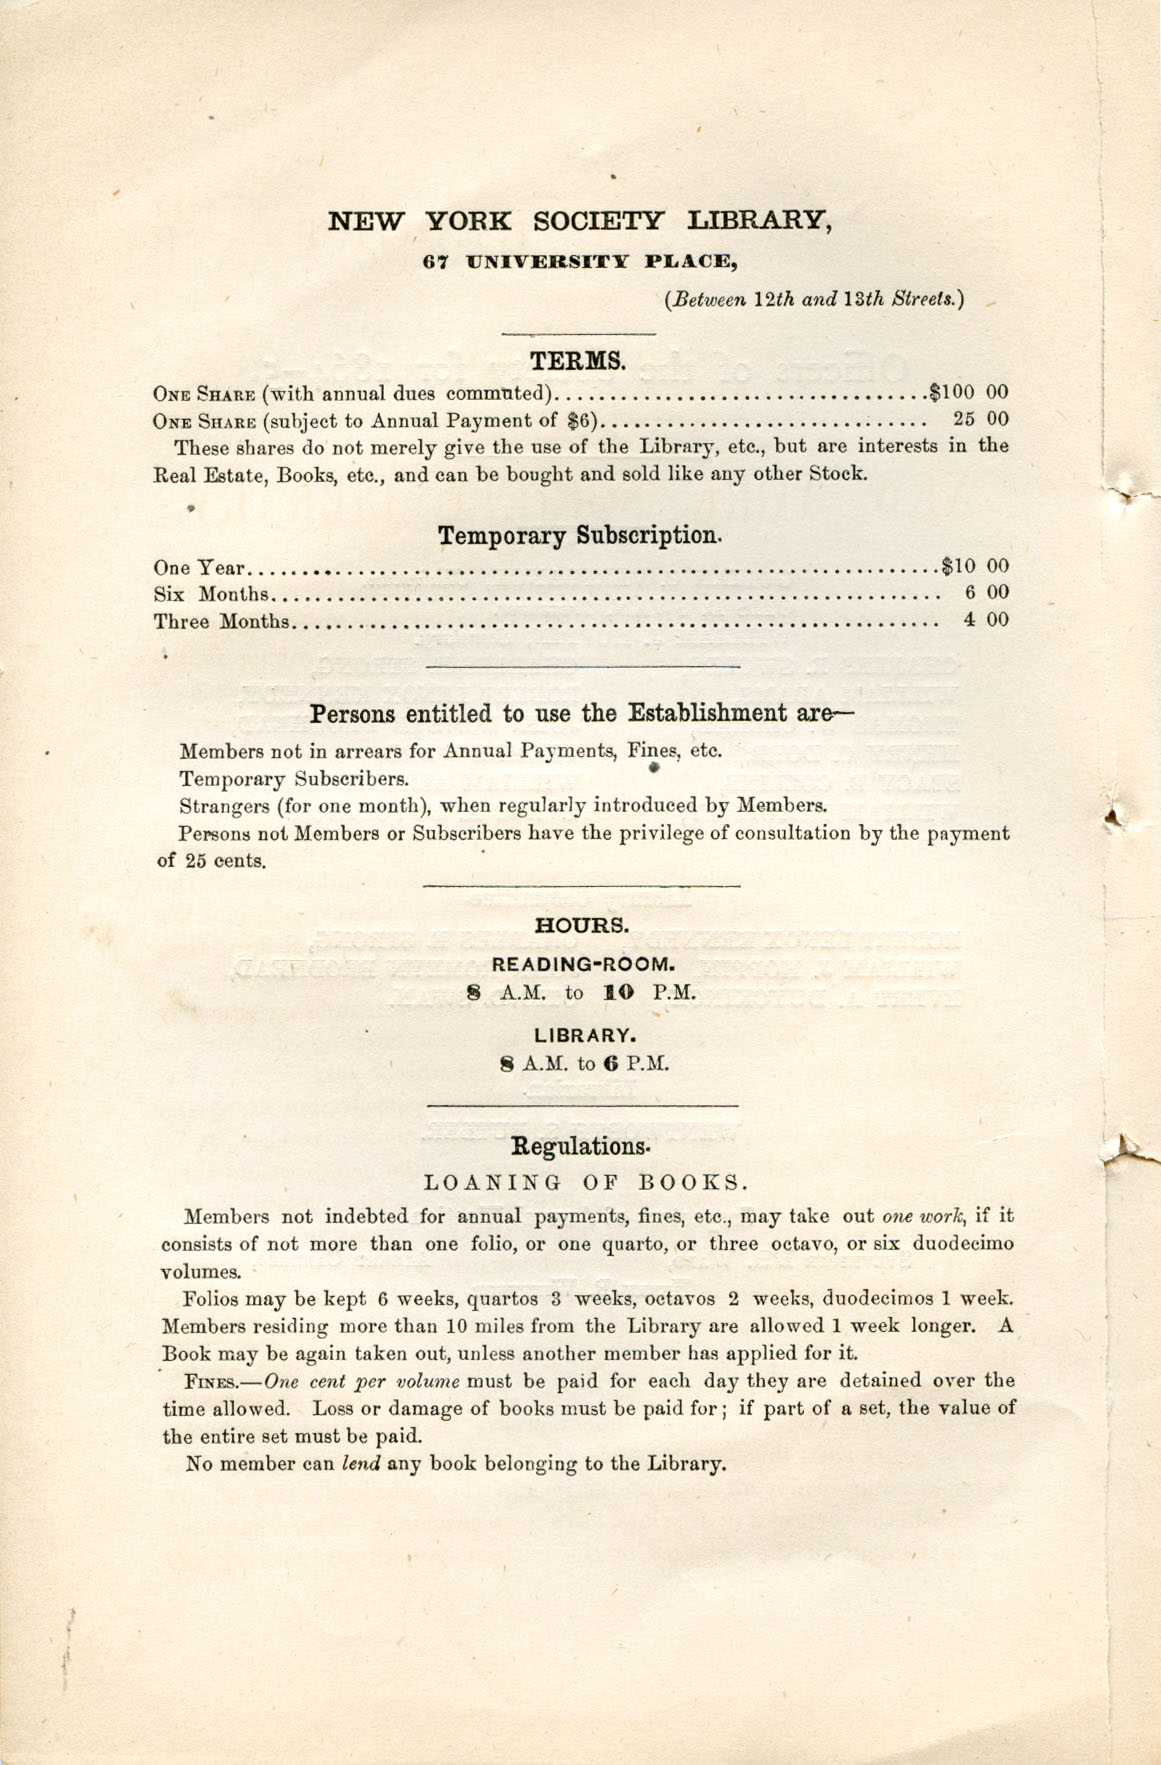 NEW YORK SOCIETY LIBRARY,
67 UNIVERSITY PLACE,
(Between 12th and 13th Streets.)
TERMS.
ONE SHARE (with annual dues commuted)..................................$100 00
ONE SHARE (subject to Annual Payment of $6).............................. 25 00
These shares do not merely give the use of the Library, etc., but are interests in the
Real Estate, Books, etc., and can be bought and sold like any other Stock.
Temporary Subscription.
One Year...............................................................$10 00
Six Months............................................................. 6 00
Three Months........................................................... 4 00
Persons entitled to use the Establishment are—
Members not in arrears for Annual Payments, Fines, etc.
Temporary Subscribers.
Strangers (for one month), when regularly introduced by Members.
Persons not Members or Subscribers have the privilege of consultation by the payment
of 25 cents.
HOURS.
READING-ROOM.
8 A.M. to 10 P.M.
LIBRARY.
8 A.M. to 6 P.M.
Regulations.
LOANING OF BOOKS.
Members not indebted for annual payments, fines, etc., may take out one work, if it
consists of not more than one folio, or one quarto, or three octavo, or six duodecimo
volumes.
Folios may be kept 6 weeks, quartos 3 weeks, octavos 2 weeks, duodecimos 1 week.
Members residing more than 10 miles from the Library are allowed 1 week longer. A
Book may be again taken out, unless another member has applied for it.
FINES.—One cent per volume must be paid for each day they are detained over the
time allowed. Loss or damage of books must be paid for; if part of a set, the value of
the entire set must be paid.
No member can lend any book belonging to the Library.